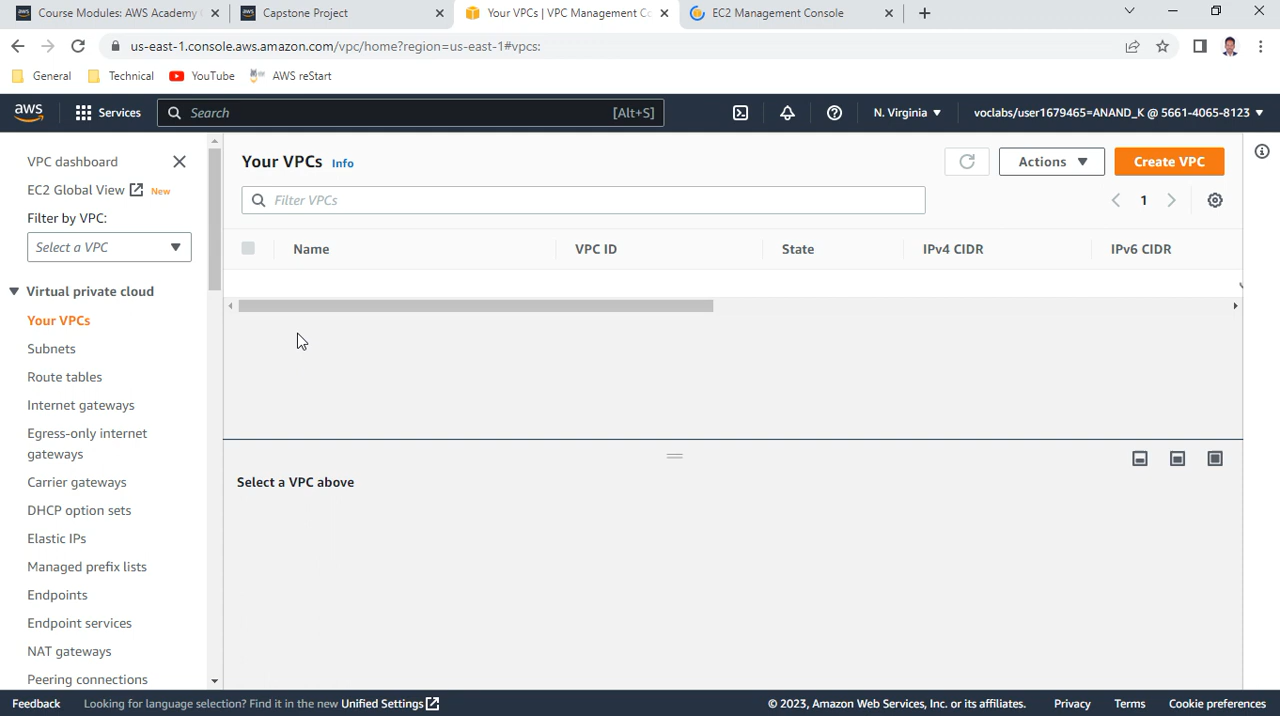 Course Modules: AWS Academy
Capstone Project
Your VPCs | VPC Management Co
EC2 Management Console
us-east-1.console.aws.amazon.com/vpc/home?region=us-east-1#vpcs:
General
Technical
YouTube
AWS reStart
aws
Services
Search
[Alt+S]
N. Virginia
voclabs/user1679465=ANAND_K @ 5661-4065-8123
VPC dashboard
EC2 Global View New
Filter by VPC:
Select a VPC
Virtual private cloud
Your VPCs
Subnets
Route tables
Internet gateways
Egress-only internet
gateways
Carrier gateways
DHCP option sets
Elastic IPs
Managed prefix lists
Endpoints
Endpoint services
NAT gateways
Peering connections
Your VPCs Info
Actions
Create VPC
Filter VPCs
1
Name
VPC ID
State
IPv4 CIDR
IPv6 CIDR
Select a VPC above
Feedback
Looking for language selection? Find it in the new Unified Settings
© 2023, Amazon Web Services, Inc. or its affiliates.
Privacy
Terms
Cookie preferences